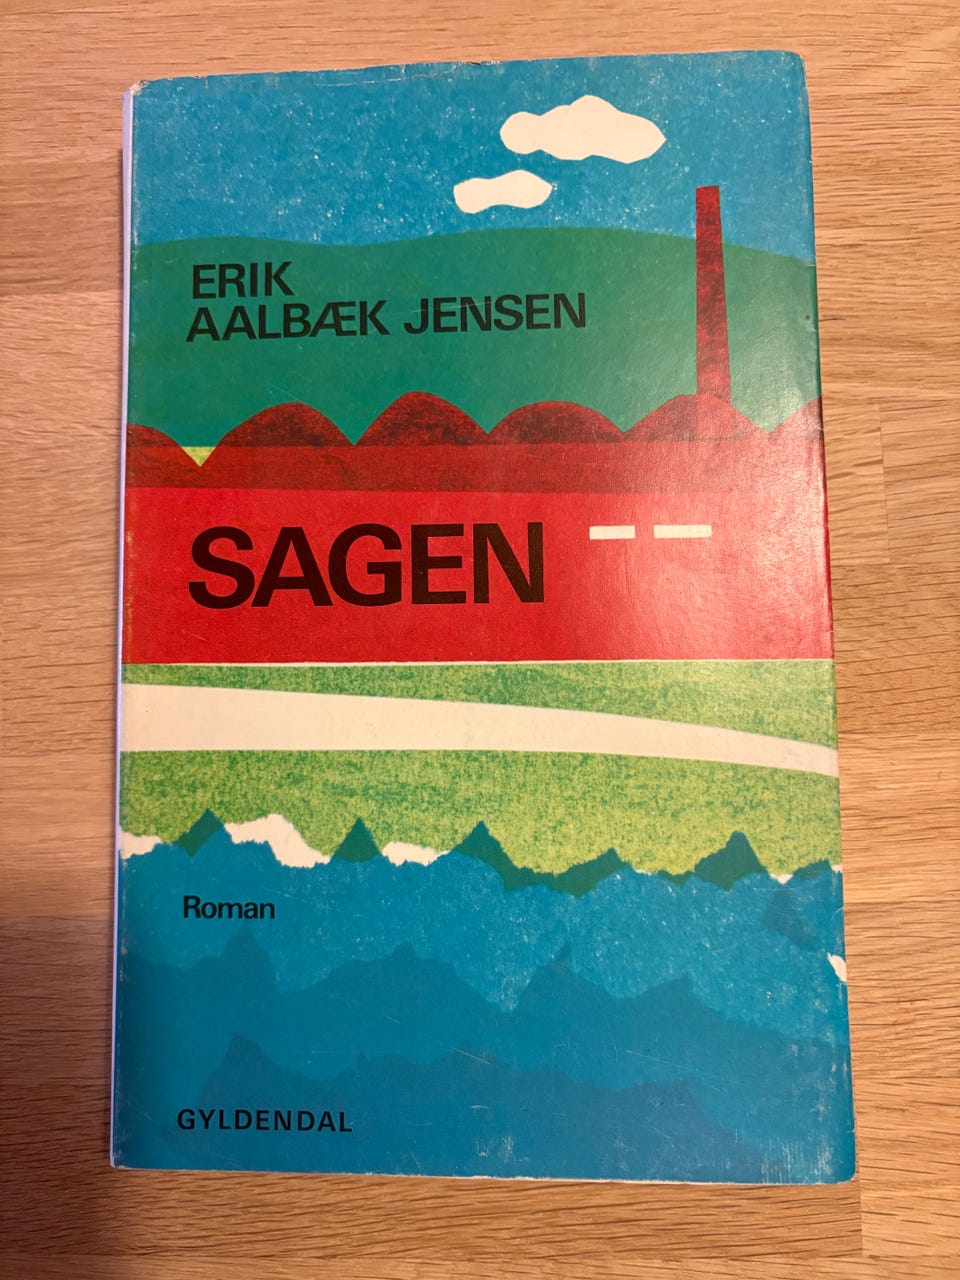 ERIK
AALBÆK JENSEN
SAGEN
Roman
GYLDENDAL